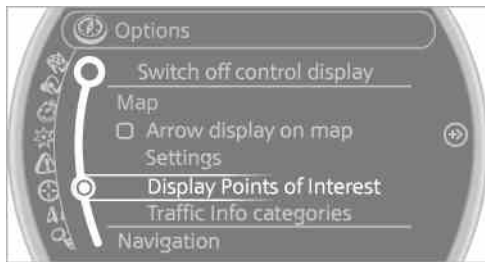 Options
Switch off control display
Map
Arrow display on map
Settings
Display Points of Interest
Traffic Info categories
Navigation